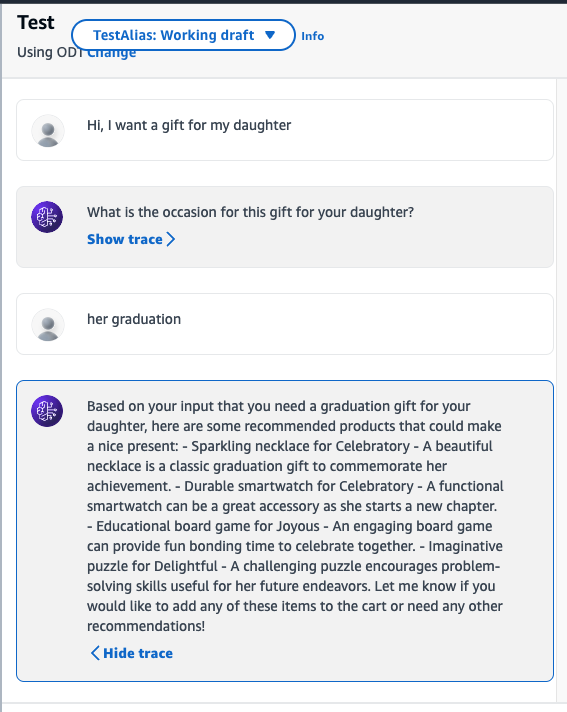 Test
TestAlias: Working draft
Info
Using ODT Change
Hi, I want a gift for my daughter
What is the occasion for this gift for your daughter?
Show trace
her graduation
Based on your input that you need a graduation gift for your
daughter, here are some recommended products that could make
a nice present: - Sparkling necklace for Celebratory - A beautiful
necklace is a classic graduation gift to commemorate her
achievement. - Durable smartwatch for Celebratory - A functional
smartwatch can be a great accessory as she starts a new chapter.
- Educational board game for Joyous - An engaging board game
can provide fun bonding time to celebrate together. - Imaginative
puzzle for Delightful - A challenging puzzle encourages problem-
solving skills useful for her future endeavors. Let me know if you
would like to add any of these items to the cart or need any other
recommendations!
Hide trace